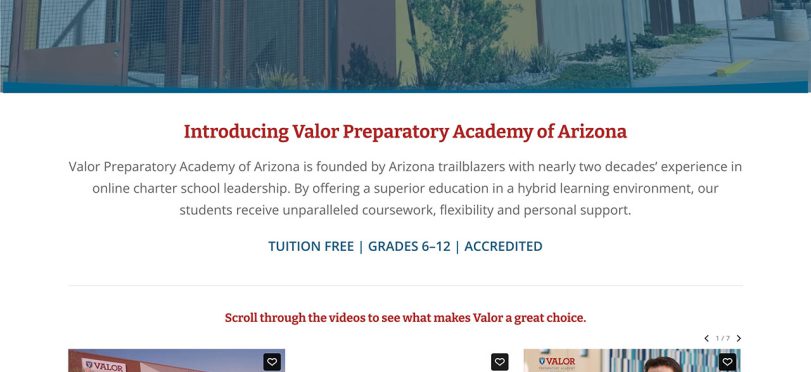 Introducing Valor Preparatory Academy of Arizona
Valor Preparatory Academy of Arizona is founded by Arizona trailblazers with nearly two decades’ experience in
online charter school leadership. By offering a superior education in a hybrid learning environment, our
students receive unparalleled coursework, flexibility and personal support.
TUITION FREE | GRADES 6–12 | ACCREDITED
Scroll through the videos to see what makes Valor a great choice.
1 / 7
VALOR
VALOR
PREPARATORY ACADEMY